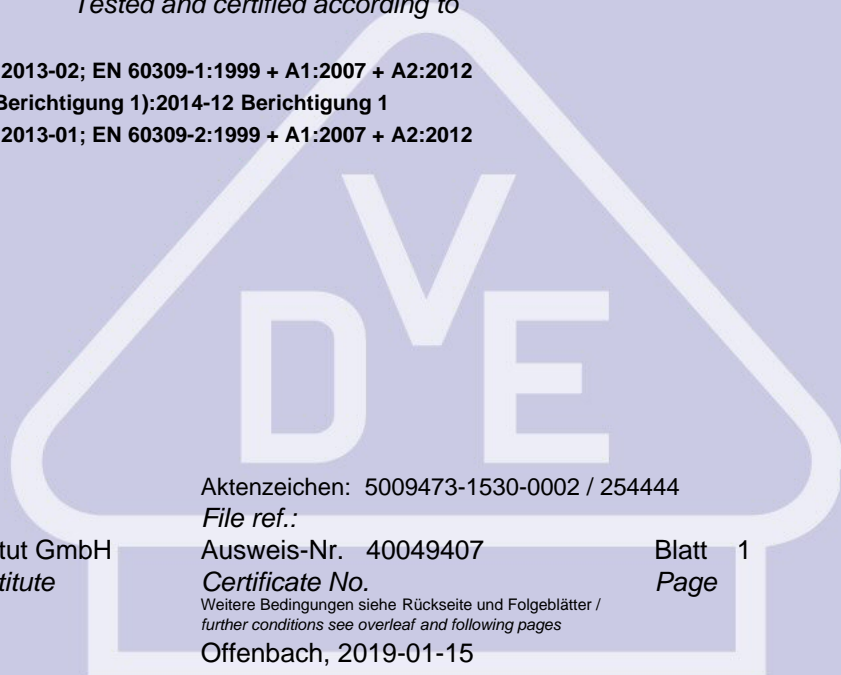 Tested and certified according to
2013-02; EN 60309-1:1999 + A1:2007 + A2:2012
Berichtigung 1):2014-12 Berichtigung 1
2013-01; EN 60309-2:1999 + A1:2007 + A2:2012
VDE
Aktenzeichen: 5009473-1530-0002 / 254444
File ref.:
tut GmbH Ausweis-Nr. 40049407 Blatt 1
titute Certificate No. Page
Weitere Bedingungen siehe Rückseite und Folgeblätter /
further conditions see overleaf and following pages
Offenbach, 2019-01-15